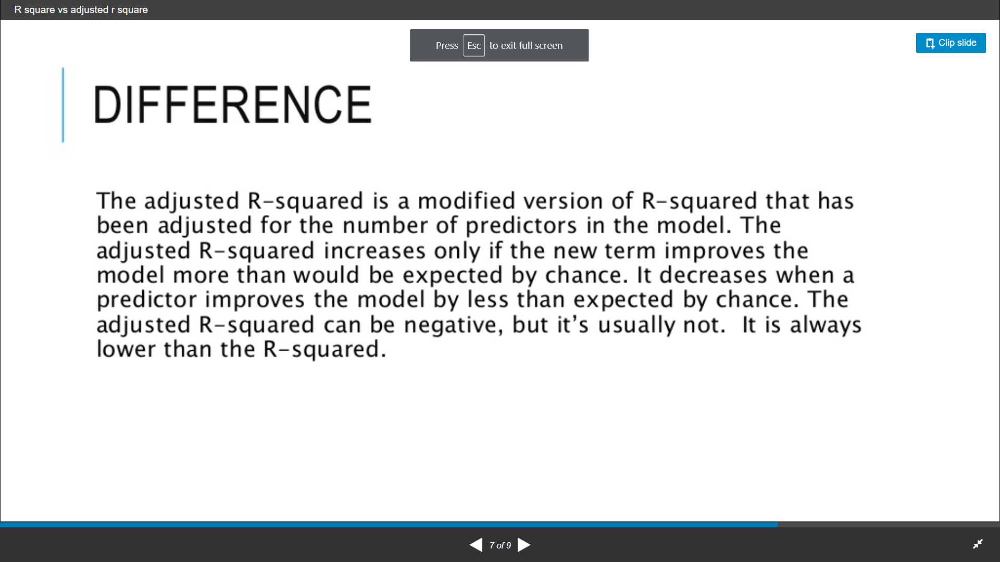 R square vs adjusted r square
Press Esc to exit full screen
Clip slide
DIFFERENCE
The adjusted R-squared is a modified version of R-squared that has
been adjusted for the number of predictors in the model. The
adjusted R-squared increases only if the new term improves the
model more than would be expected by chance. It decreases when a
predictor improves the model by less than expected by chance. The
adjusted R-squared can be negative, but it’s usually not.  It is always
lower than the R-squared.
7 of 9